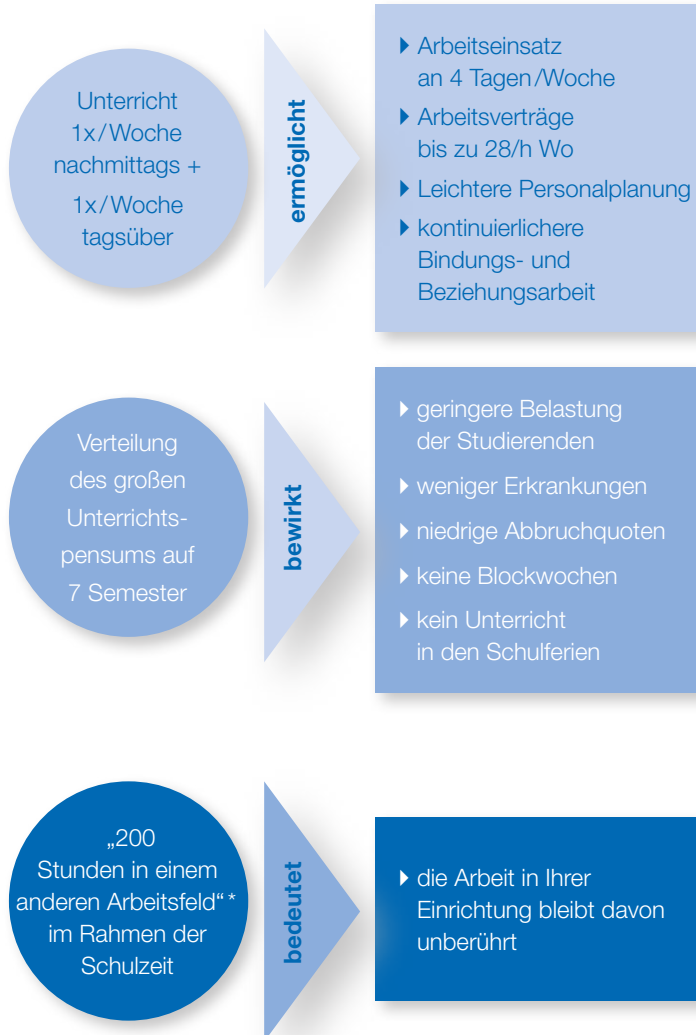 Unterricht
1x/Woche
nachmittags +
1x/Woche
tagsüber
ermöglicht
Arbeitseinsatz
an 4 Tagen/Woche
Arbeitsverträge
bis zu 28/h Wo
Leichtere Personalplanung
kontinuierlichere
Bindungs- und
Beziehungsarbeit
Verteilung
des großen
Unterrichts-
pensums auf
7 Semester
bewirkt
geringere Belastung
der Studierenden
weniger Erkrankungen
niedrige Abbruchquoten
keine Blockwochen
kein Unterricht
in den Schulferien
„200
Stunden in einem
anderen Arbeitsfeld“*
im Rahmen der
Schulzeit
bedeutet
die Arbeit in Ihrer
Einrichtung bleibt davon
unberührt